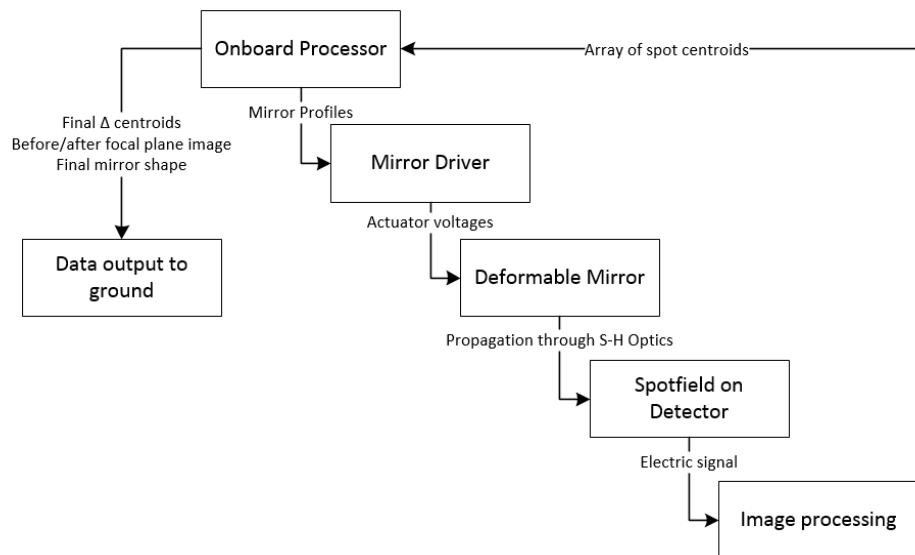 Onboard Processor
Array of spot centroids
Mirror Profiles
Final Δ centroids
Before/after focal plane image
Final mirror shape
Mirror Driver
Actuator voltages
Data output to
ground
Deformable Mirror
Propagation through S-H Optics
Spotfield on
Detector
Electric signal
Image processing